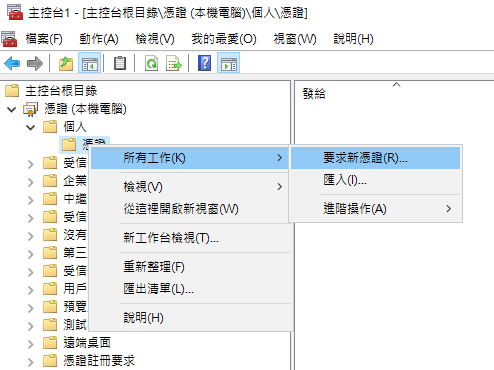 主控台1 - [主控台根目錄\憑證 (本機電腦)\個人\憑證]
檔案(F) 動作(A) 檢視(V) 我的最愛(O) 視窗(W) 說明(H)
主控台根目錄
憑證 (本機電腦)
個人
憑證
受信
企業
中繼
受信
沒有
第三
受信
用戶
預覽
測試
遠端桌面
憑證註冊要求
發給
所有工作(K)
檢視(V)
從這裡開啟新視窗(W)
新工作台檢視(T)...
重新整理(F)
匯出清單(L)...
說明(H)
要求新憑證(R)...
匯入(I)...
進階操作(A)